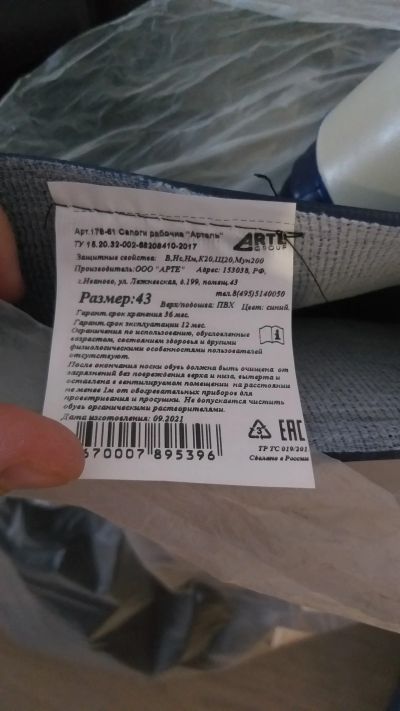 Арт.178-61 Сапоги рабочие "Артель"
ТУ 15.20.32-002-68208410-2017
ARTE GROUP
Защитные свойства: В,Нс,Нм,К20,Щ20,Мун200
Производитель:ООО "АРТЕ" Адрес: 153038, РФ,
г.Иваново, ул. Лежневская, д.199, помещ.43
тел.8(495)5140050
Размер:43
Верх/подошва: ПВХ Цвет: синий.
Гарант.срок хранения 36 мес.
Гарант.срок эксплуатации 12 мес.
Ограничения по использованию, обусловленные
возрастом, состоянием здоровья и другими
физиологическими особенностями пользователей
отсутствуют.
После окончания носки обувь должна быть очищена от
загрязнений без повреждения верха и низа, вытерта и
оставлена в вентилируемом помещении на расстоянии
не менее 1м от обогревательных приборов для
проветривания и просушки. Не допускается чистить
обувь органическими растворителями.
Дата изготовления: 09.2021
670007 895396
3
EAC
ТР ТС 019/201
Сделано в России